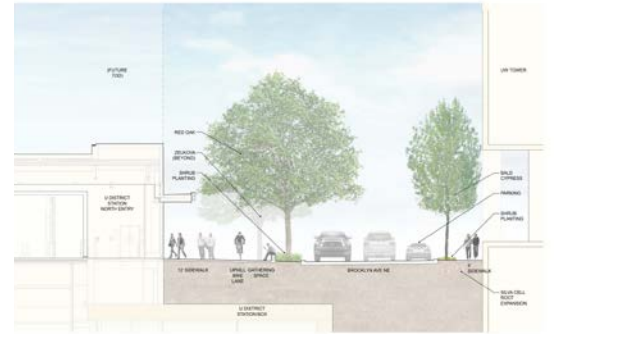 (FUTURE
TOD)
UW TOWER
RED OAK
ZELKOVA
(BEYOND)
SHRUB
PLANTING
U DISTRICT
STATION
NORTH ENTRY
BALD
CYPRESS
PARKING
SHRUB
PLANTING
12' SIDEWALK
UPHILL
BIKE
LANE
GATHERING
SPACE
BROOKLYN AVE NE
SIDEWALK
SILVA CELL
ROOT
EXPANSION
U DISTRICT
STATION BOX